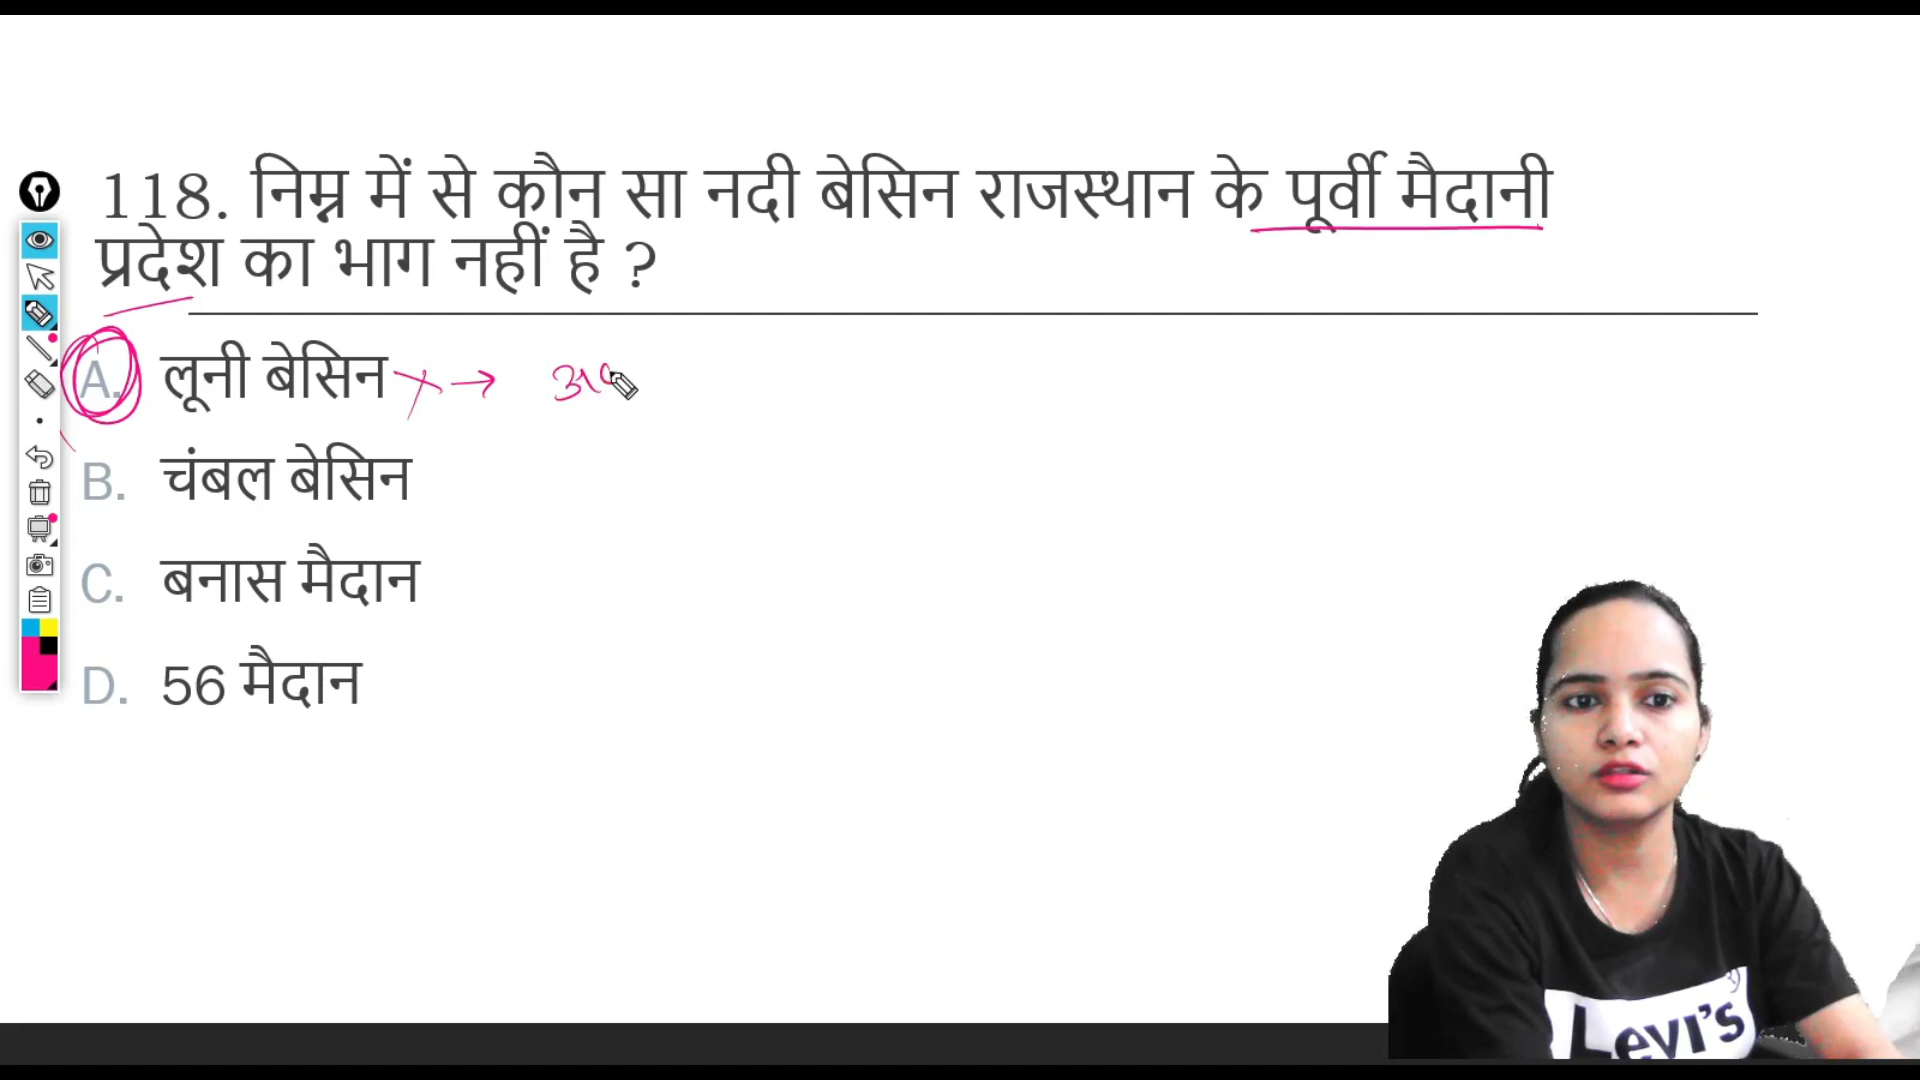 118. निम्न में से कौन सा नदी बेसिन राजस्थान के पूर्वी मैदानी
प्रदेश का भाग नहीं है ?
A. लूनी बेसिन
B. चंबल बेसिन
C. बनास मैदान
D. 56 मैदान
Levi's